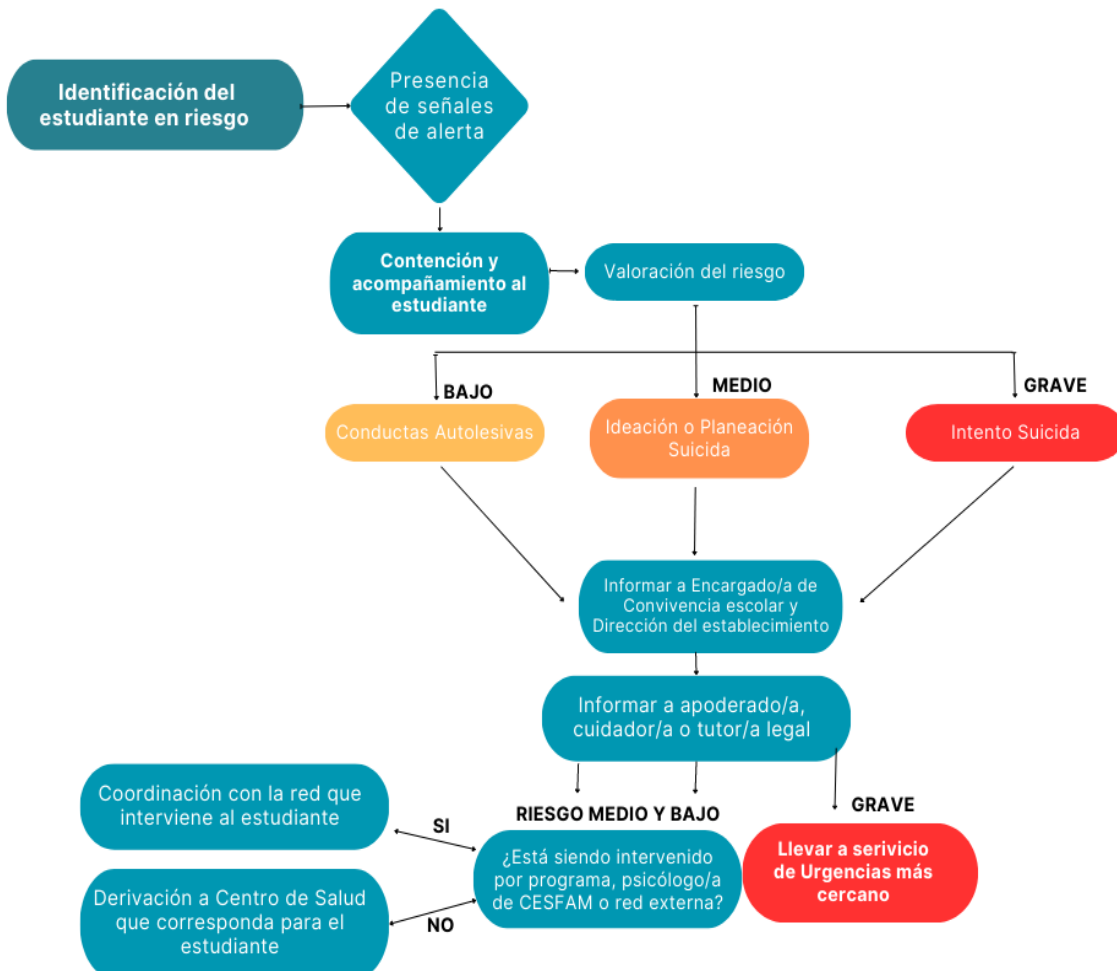 Identificación del
estudiante en riesgo
Presencia
de señales
de alerta
Contención y
acompañamiento al
estudiante
Valoración del riesgo
BAJO
MEDIO
GRAVE
Conductas Autolesivas
Ideación o Planeación
Suicida
Intento Suicida
Informar a Encargado/a de
Convivencia escolar y
Dirección del establecimiento
Informar a apoderado/a,
cuidador/a o tutor/a legal
RIESGO MEDIO Y BAJO
GRAVE
Coordinación con la red que
interviene al estudiante
SI
¿Está siendo intervenido
por programa, psicólogo/a
de CESFAM o red externa?
Llevar a serivicio
de Urgencias más
cercano
Derivación a Centro de Salud
que corresponda para el
estudiante
NO